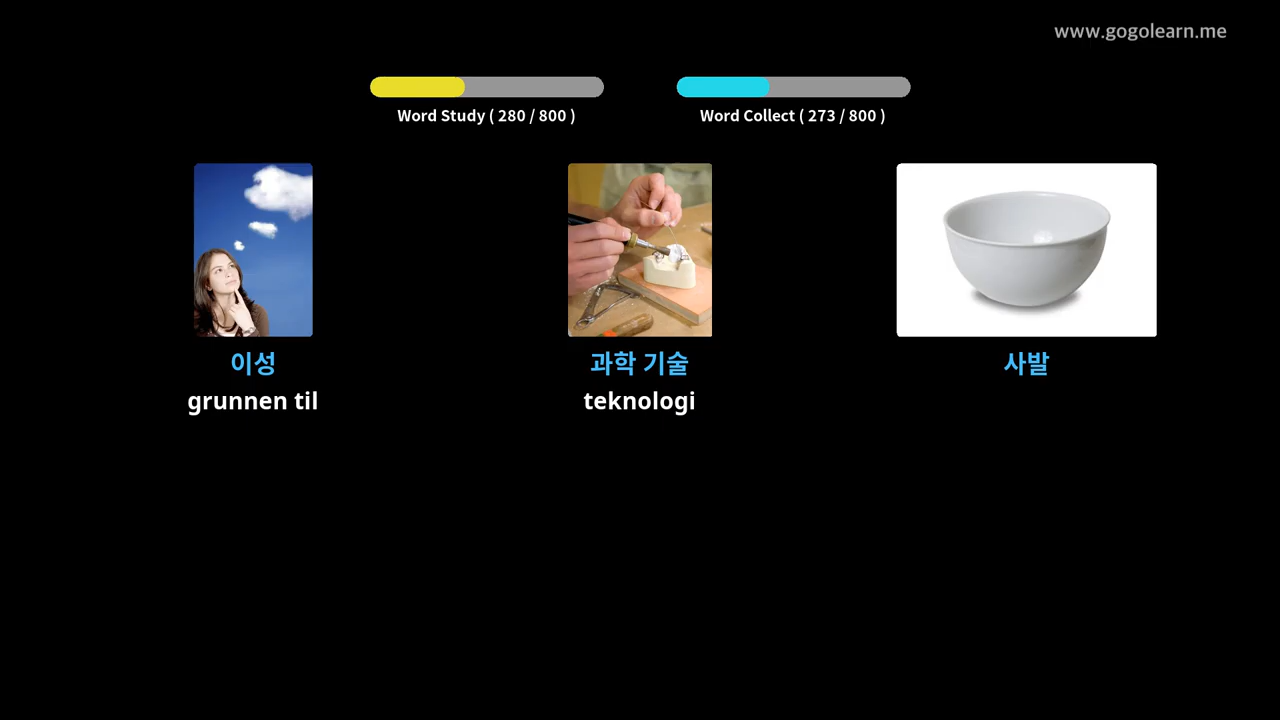 www.gogolearn.me
Word Study ( 280 / 800 )
Word Collect ( 273 / 800 )
이성
과학 기술
사발
grunnen til
teknologi